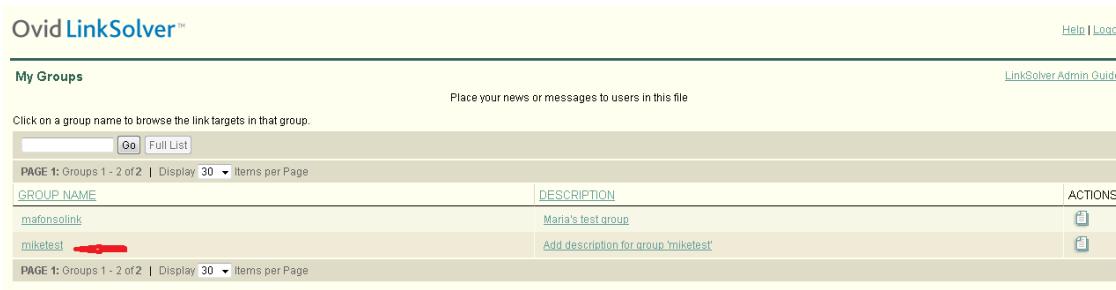 Ovid LinkSolver™
Help | Logo
My Groups
LinkSolver Admin Guide
Place your news or messages to users in this file
Click on a group name to browse the link targets in that group.
Go Full List
PAGE 1: Groups 1 - 2 of 2 | Display 30 Items per Page
GROUP NAME DESCRIPTION ACTIONS
mafonsolink Maria's test group
miketest Add description for group 'miketest'
PAGE 1: Groups 1 - 2 of 2 | Display 30 Items per Page